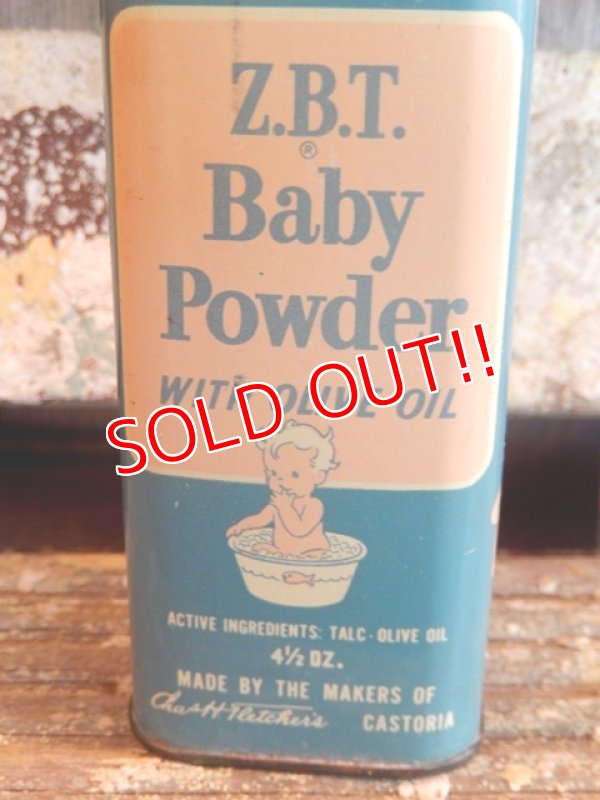 Z.B.T.
®
Baby
Powder
WITH OLIVE OIL
SOLD OUT!!
ACTIVE INGREDIENTS: TALC - OLIVE OIL
4½ OZ.
MADE BY THE MAKERS OF
Chas H Fletcher's CASTORIA